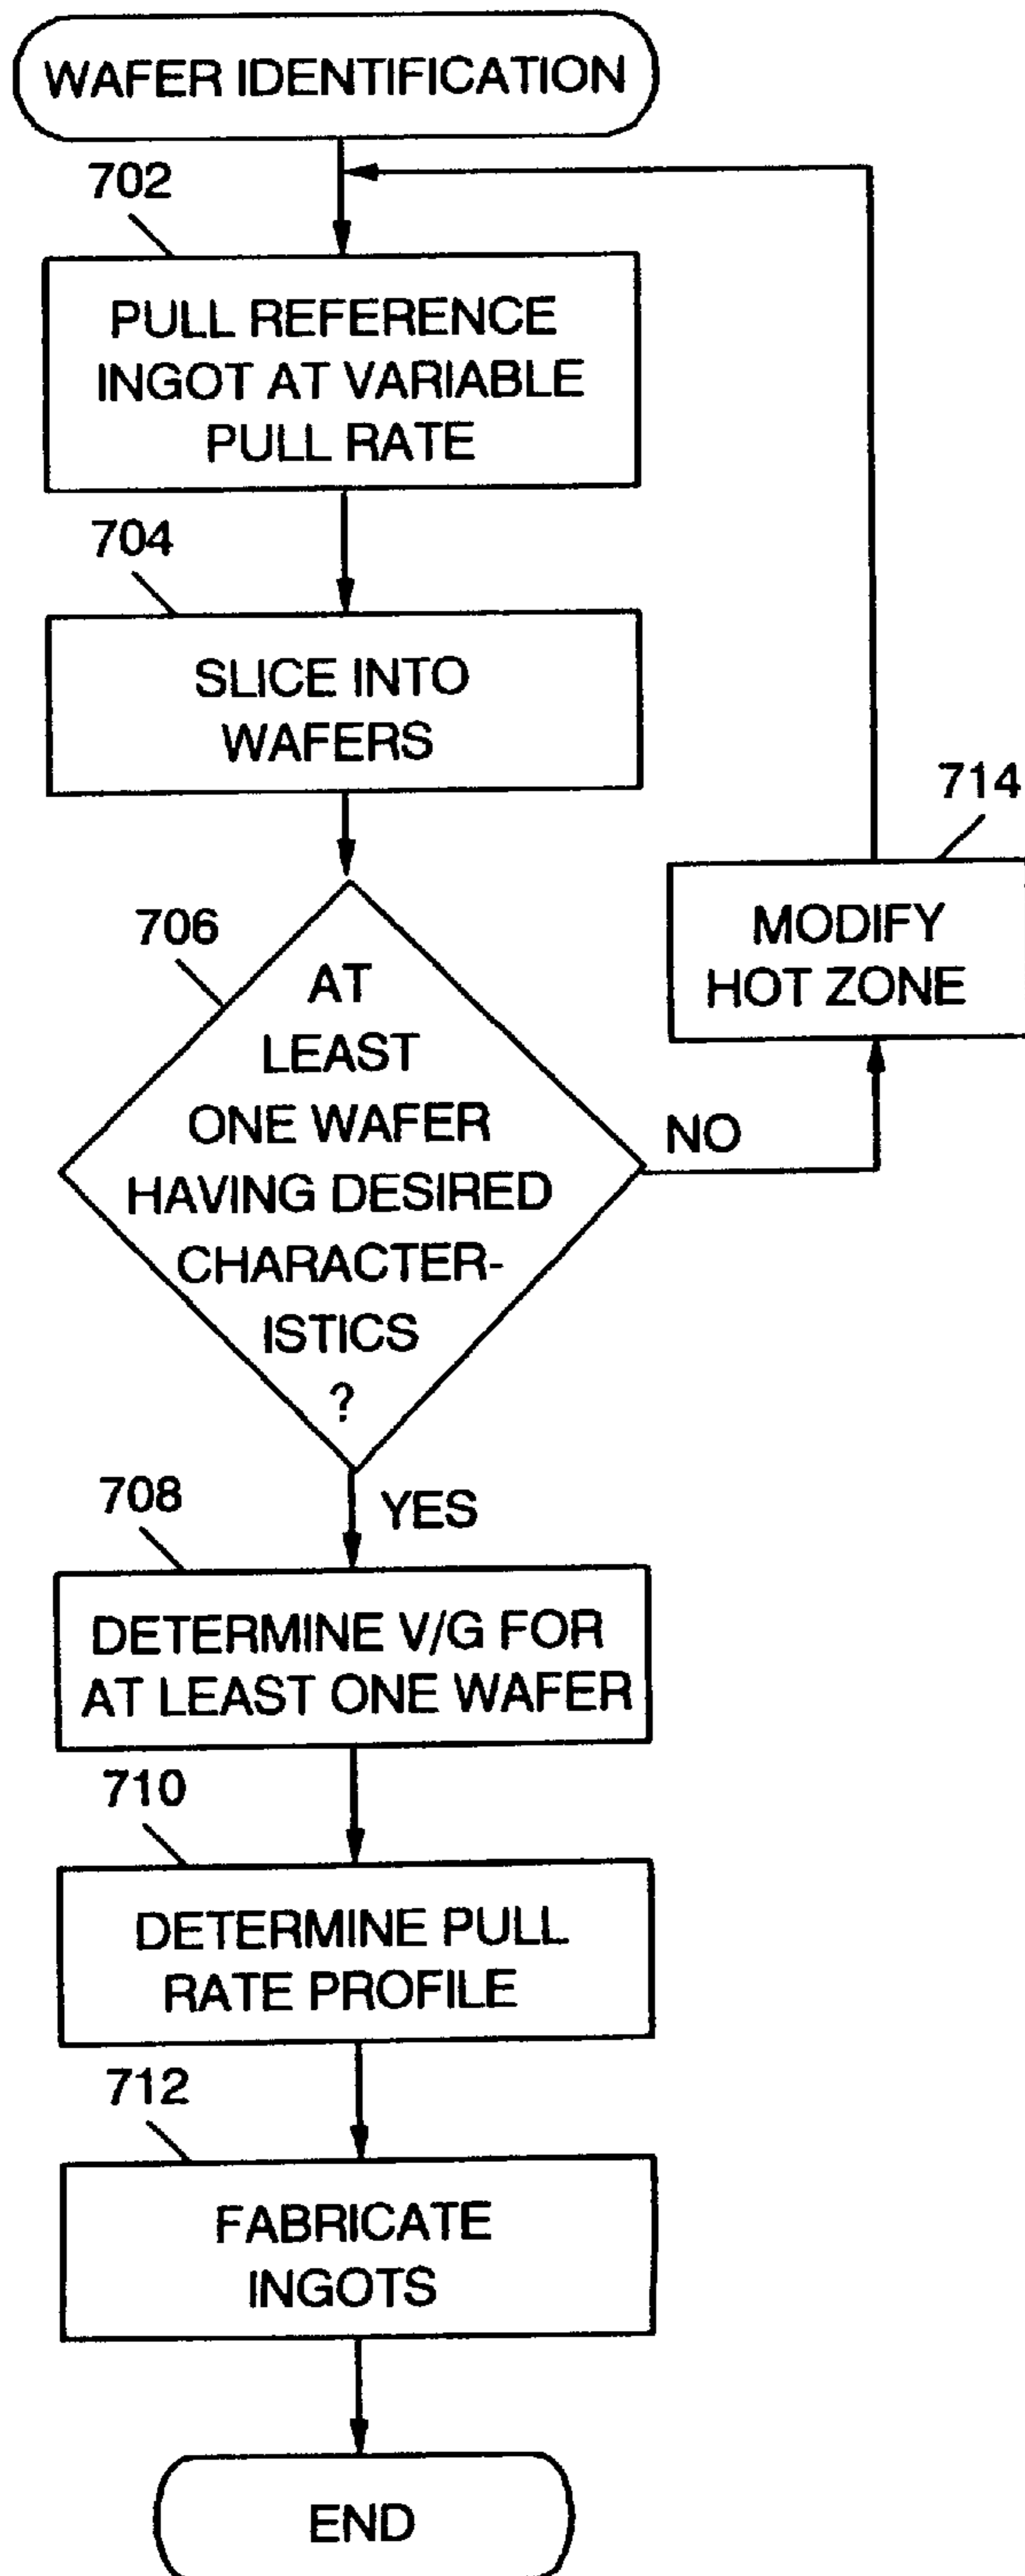 WAFER IDENTIFICATION
702
PULL REFERENCE
INGOT AT VARIABLE
PULL RATE
704
SLICE INTO
WAFERS
706
AT
LEAST
ONE WAFER
HAVING DESIRED
CHARACTER-
ISTICS
?
NO
714
MODIFY
HOT ZONE
YES
708
DETERMINE V/G FOR
AT LEAST ONE WAFER
710
DETERMINE PULL
RATE PROFILE
712
FABRICATE
INGOTS
END